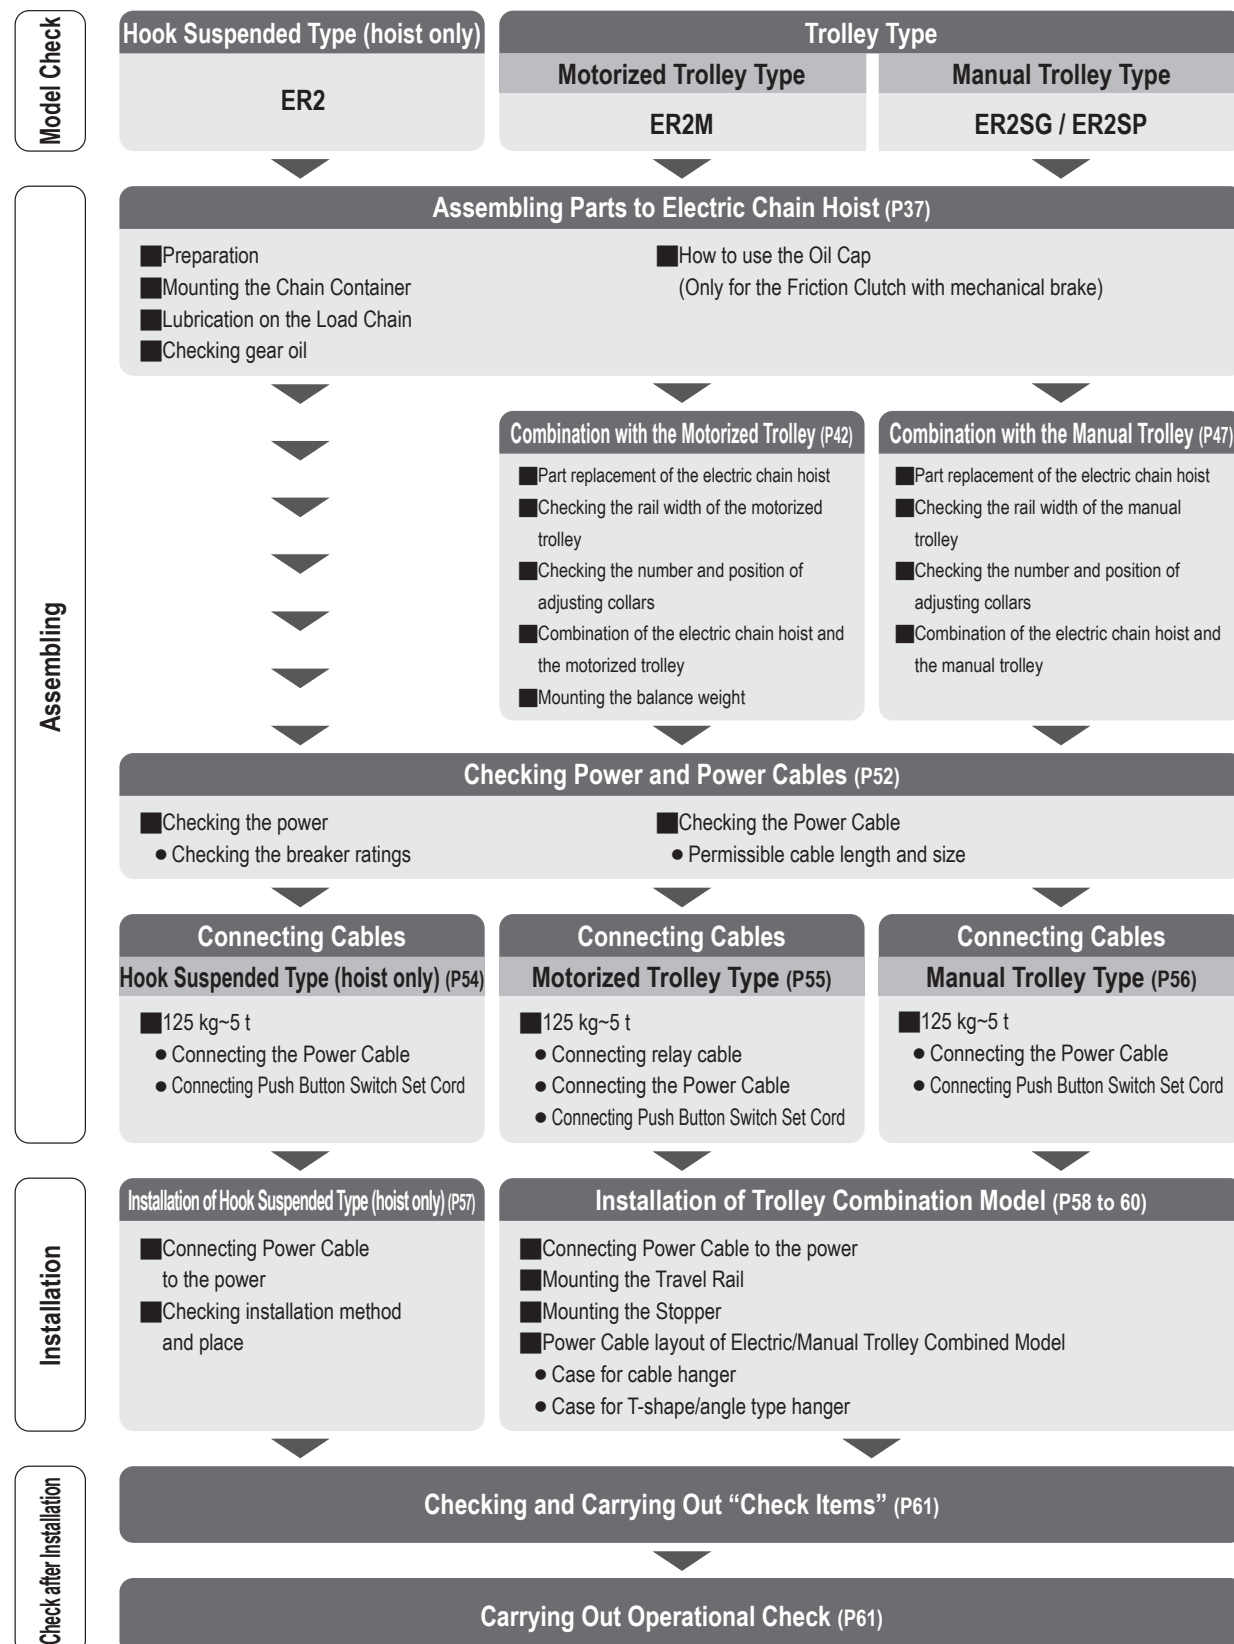 Model Check
Hook Suspended Type (hoist only)
ER2
Trolley Type
Motorized Trolley Type
ER2M
Manual Trolley Type
ER2SG / ER2SP
Assembling
Assembling Parts to Electric Chain Hoist (P37)
■Preparation
■Mounting the Chain Container
■Lubrication on the Load Chain
■Checking gear oil
■How to use the Oil Cap
(Only for the Friction Clutch with mechanical brake)
Combination with the Motorized Trolley (P42)
■Part replacement of the electric chain hoist
■Checking the rail width of the motorized
trolley
■Checking the number and position of
adjusting collars
■Combination of the electric chain hoist and
the motorized trolley
■Mounting the balance weight
Combination with the Manual Trolley (P47)
■Part replacement of the electric chain hoist
■Checking the rail width of the manual
trolley
■Checking the number and position of
adjusting collars
■Combination of the electric chain hoist and
the manual trolley
Checking Power and Power Cables (P52)
■Checking the power
● Checking the breaker ratings
■Checking the Power Cable
● Permissible cable length and size
Connecting Cables
Hook Suspended Type (hoist only) (P54)
■125 kg~5 t
● Connecting the Power Cable
● Connecting Push Button Switch Set Cord
Connecting Cables
Motorized Trolley Type (P55)
■125 kg~5 t
● Connecting relay cable
● Connecting the Power Cable
● Connecting Push Button Switch Set Cord
Connecting Cables
Manual Trolley Type (P56)
■125 kg~5 t
● Connecting the Power Cable
● Connecting Push Button Switch Set Cord
Installation
Installation of Hook Suspended Type (hoist only) (P57)
■Connecting Power Cable
to the power
■Checking installation method
and place
Installation of Trolley Combination Model (P58 to 60)
■Connecting Power Cable to the power
■Mounting the Travel Rail
■Mounting the Stopper
■Power Cable layout of Electric/Manual Trolley Combined Model
● Case for cable hanger
● Case for T-shape/angle type hanger
Check after Installation
Checking and Carrying Out “Check Items” (P61)
Carrying Out Operational Check (P61)